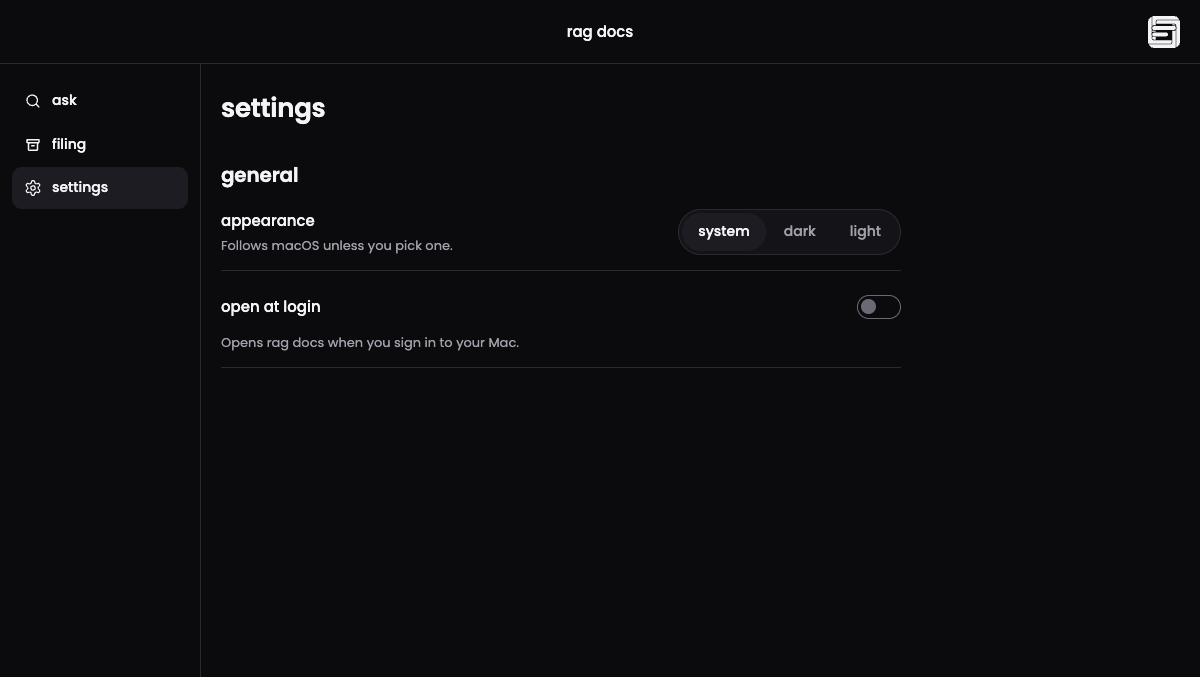 rag docs
ask
filing
settings
settings
general
appearance
Follows macOS unless you pick one.
system dark light
open at login
Opens rag docs when you sign in to your Mac.